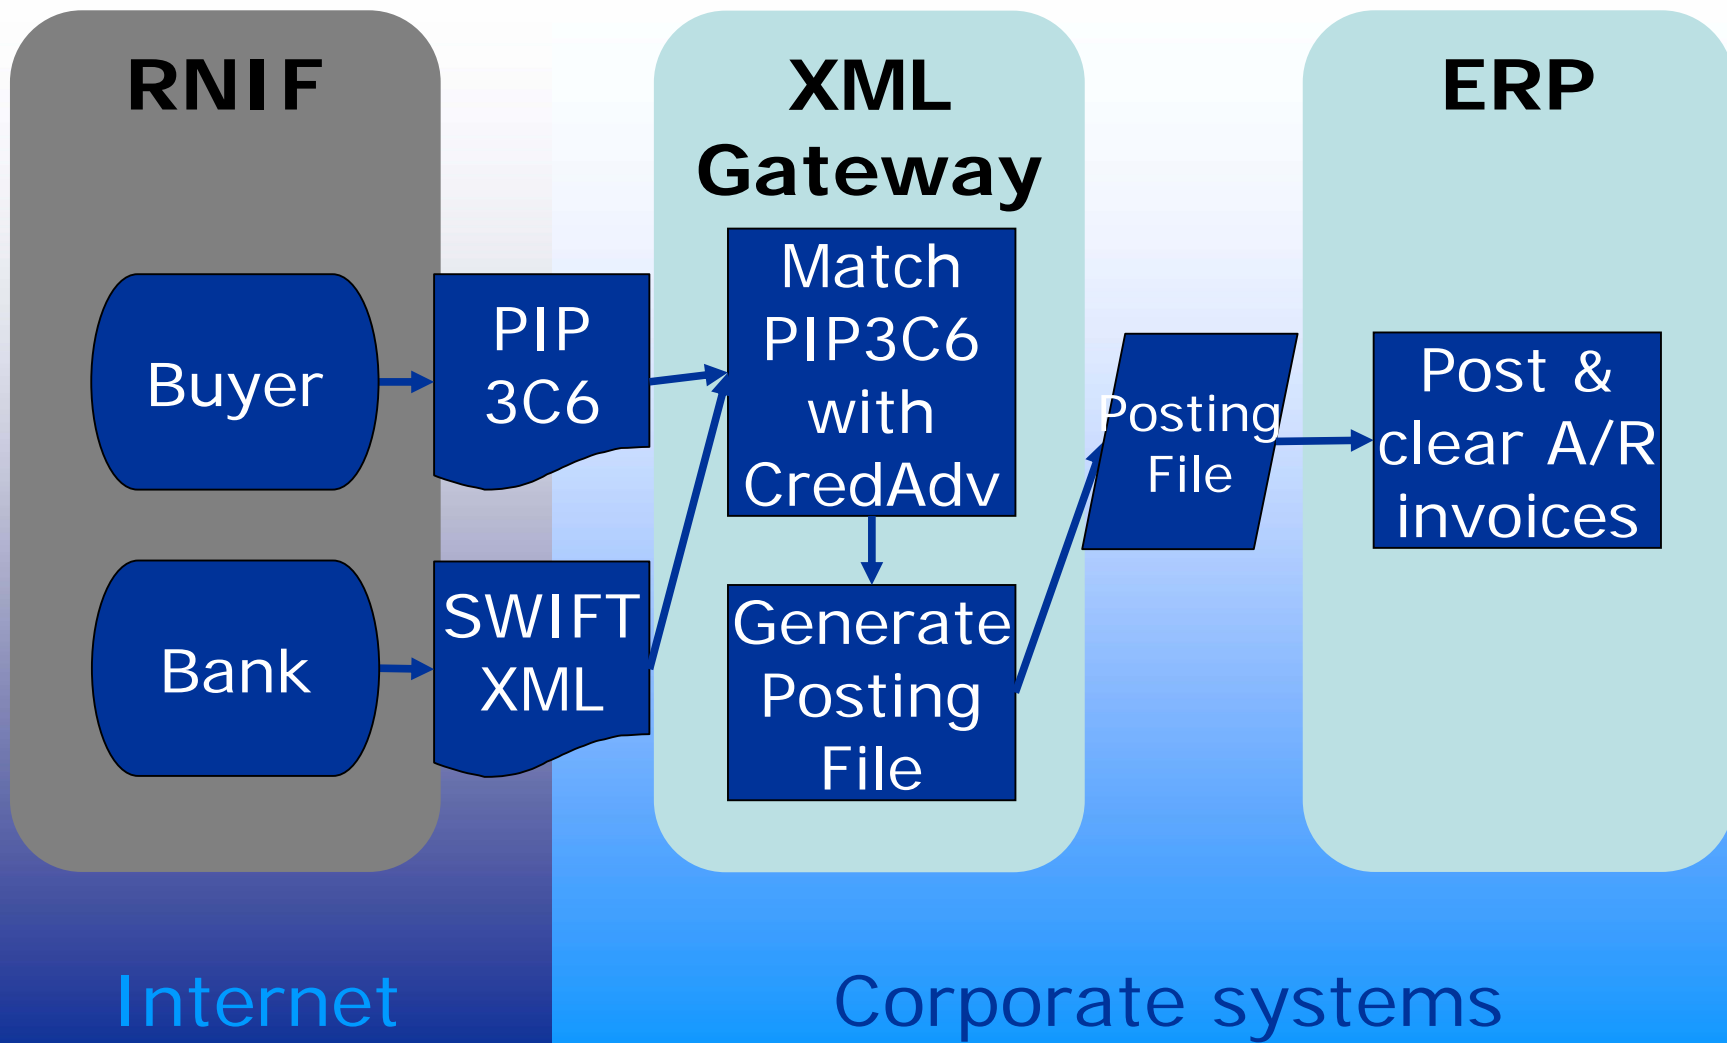 RNIF
XML
Gateway
ERP
Buyer
PIP
3C6
Match
PIP3C6
with
CredAdv
Posting
File
Post &
clear A/R
invoices
Bank
SWIFT
XML
Generate
Posting
File
Internet
Corporate systems